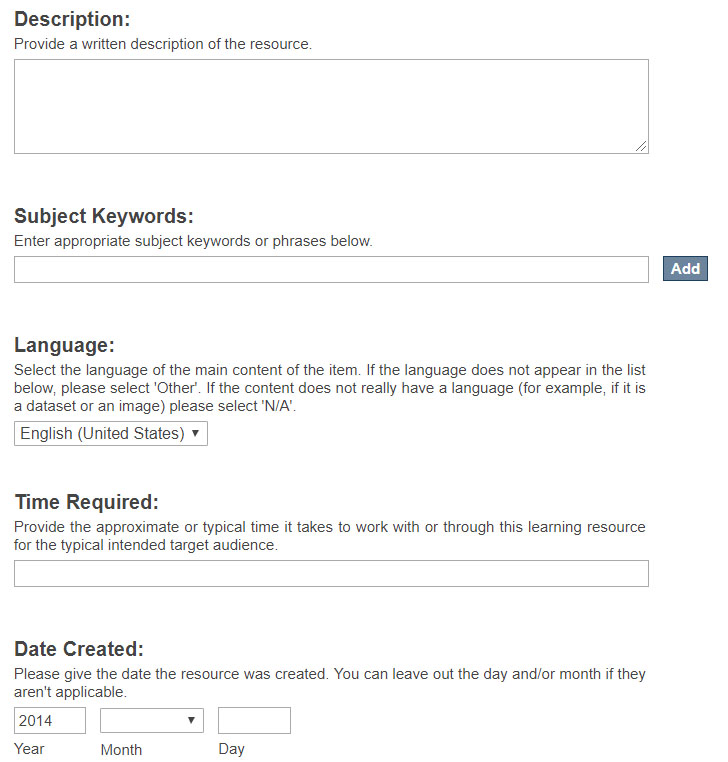 Description:
Provide a written description of the resource.
Subject Keywords:
Enter appropriate subject keywords or phrases below.
Add
Language:
Select the language of the main content of the item. If the language does not appear in the list
below, please select 'Other'. If the content does not really have a language (for example, if it is
a dataset or an image) please select 'N/A'.
English (United States)
Time Required:
Provide the approximate or typical time it takes to work with or through this learning resource
for the typical intended target audience.
Date Created:
Please give the date the resource was created. You can leave out the day and/or month if they
aren't applicable.
2014
Year Month Day